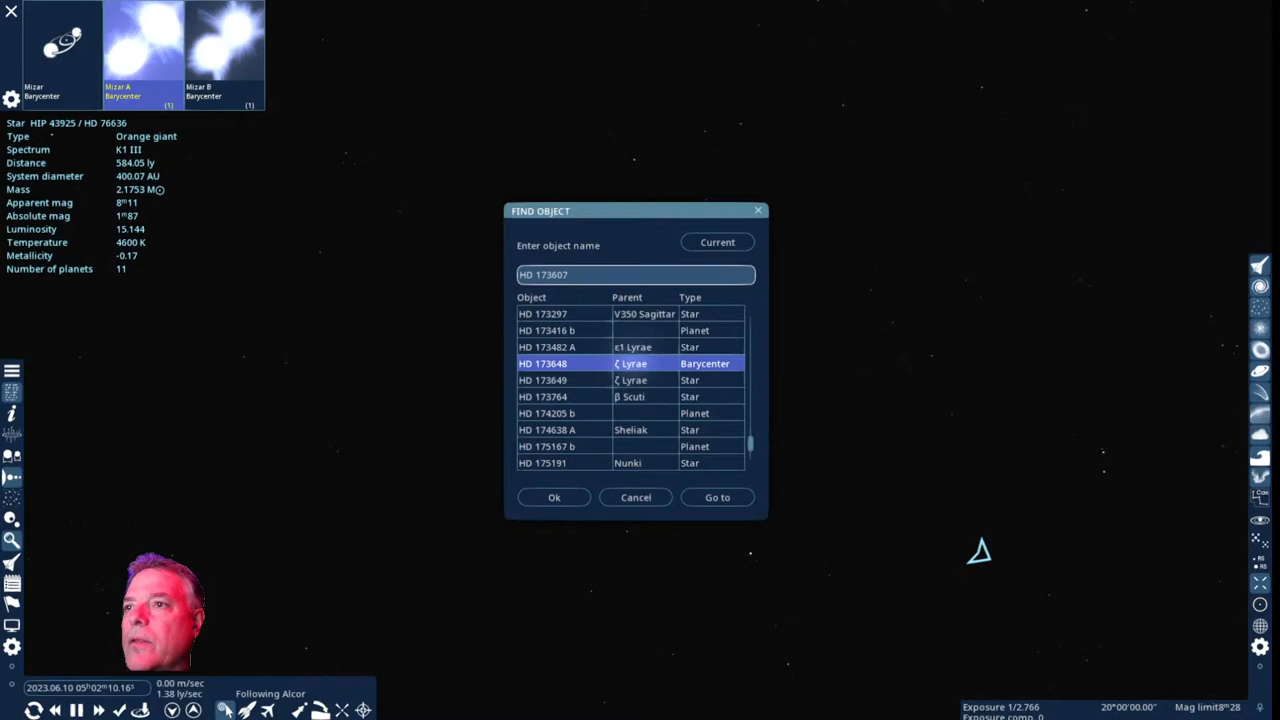 Mizar
Barycenter
Mizar A
Barycenter
(1)
Mizar B
Barycenter
(1)
Star HIP 43925 / HD 76636
Type Orange giant
Spectrum K1 III
Distance 584.05 ly
System diameter 400.07 AU
Mass 2.1753 M☉
Apparent mag 8ᵐ11
Absolute mag 1ᵐ87
Luminosity 15.144
Temperature 4600 K
Metallicity -0.17
Number of planets 11
FIND OBJECT
Enter object name Current
HD 173607
Object Parent Type
HD 173297 V350 Sagittar Star
HD 173416 b Planet
HD 173482 A ε1 Lyrae Star
HD 173648 ζ Lyrae Barycenter
HD 173649 ζ Lyrae Star
HD 173764 β Scuti Star
HD 174205 b Planet
HD 174638 A Sheliak Star
HD 175167 b Planet
HD 175191 Nunki Star
Ok Cancel Go to
Cas
RS
RS
2023.06.10 05ʰ02ᵐ10.16ˢ
0.00 m/sec
1.38 ly/sec
Following Alcor
Exposure 1/2.766 20°00'00.00" Mag limit8ᵐ28
Exposure comp. 0